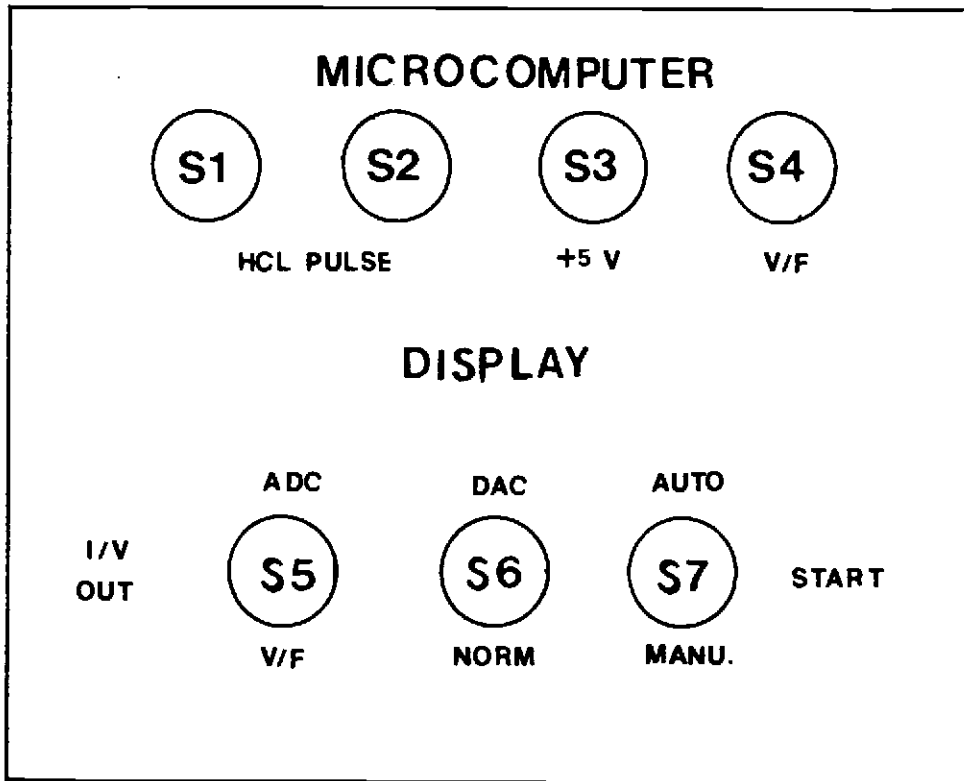 MICROCOMPUTER
S1 S2 S3 S4
HCL PULSE +5 V V/F
DISPLAY
ADC DAC AUTO
I/V
OUT
S5 S6 S7 START
V/F NORM MANU.